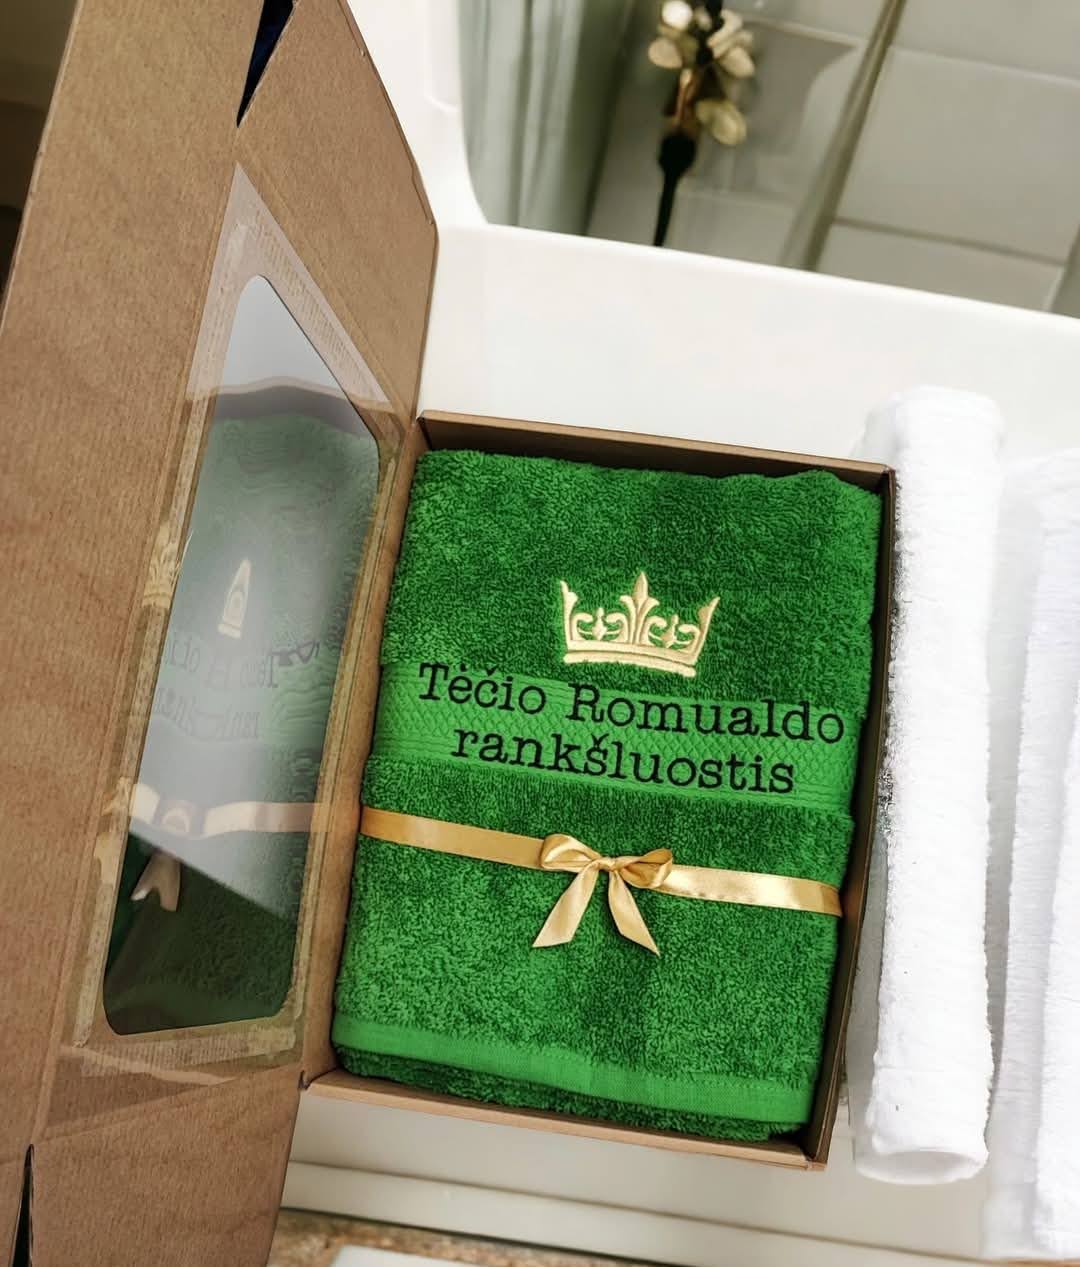 Tėčio Romualdo
rankšluostis